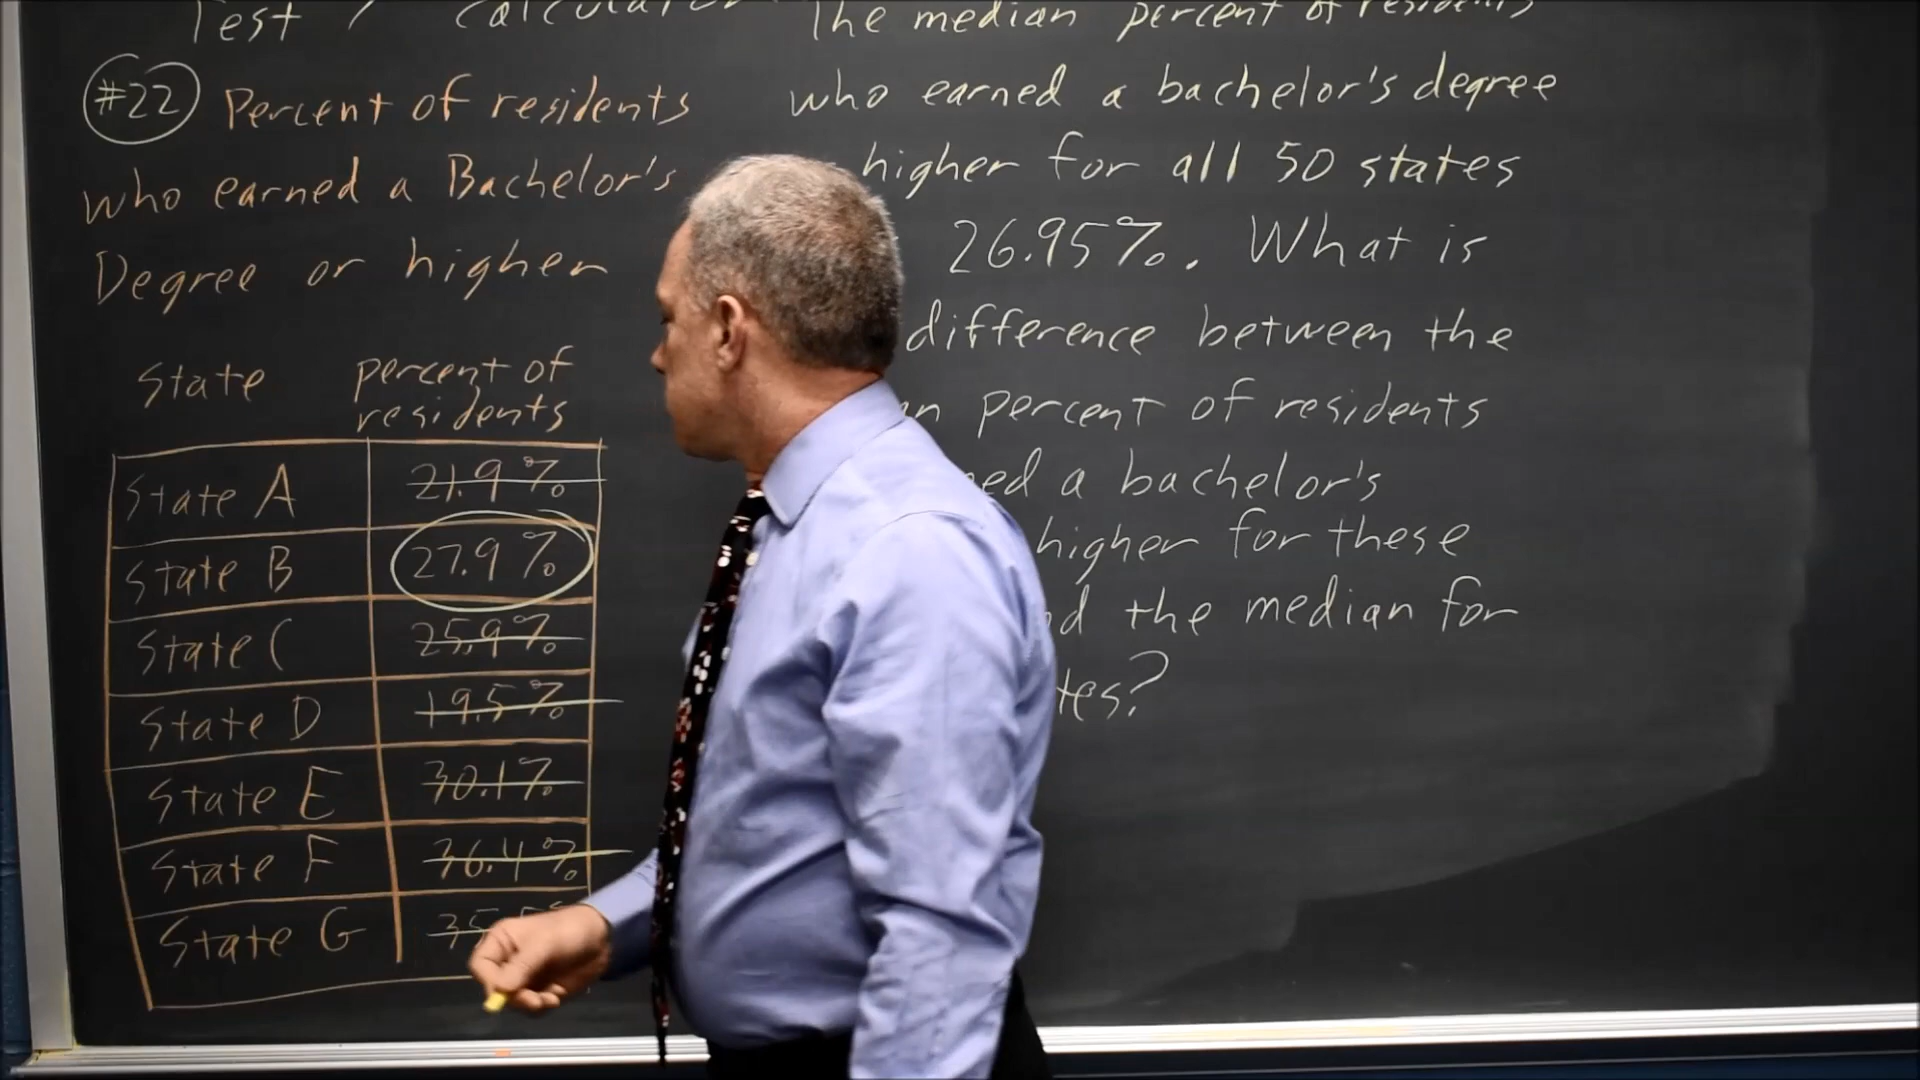 Test / Calculator
#22 Percent of residents
who earned a Bachelor's
Degree or higher
State percent of
residents
State A 21.9%
State B 27.9%
State C 25.9%
State D 19.5%
State E 30.1%
State F 36.4%
State G
The median percent of residents
who earned a bachelor's degree
higher for all 50 states
26.95%. What is
difference between the
percent of residents
a bachelor's
higher for these
the median for